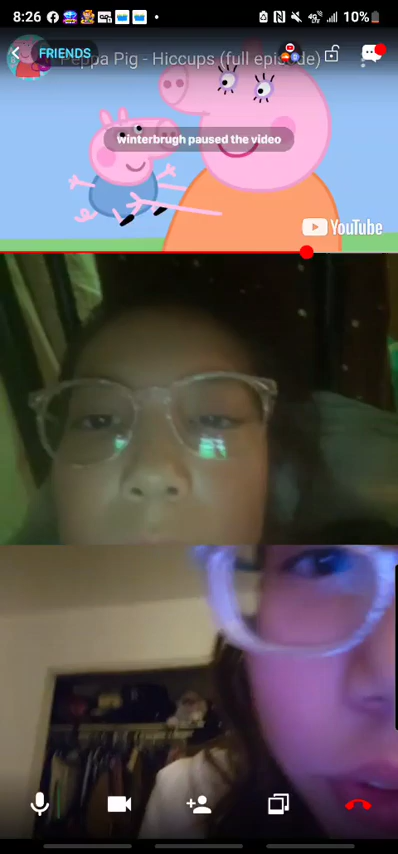 8:26
10%
FRIENDS
Peppa Pig - Hiccups (full episode)
winterbrugh paused the video
YouTube